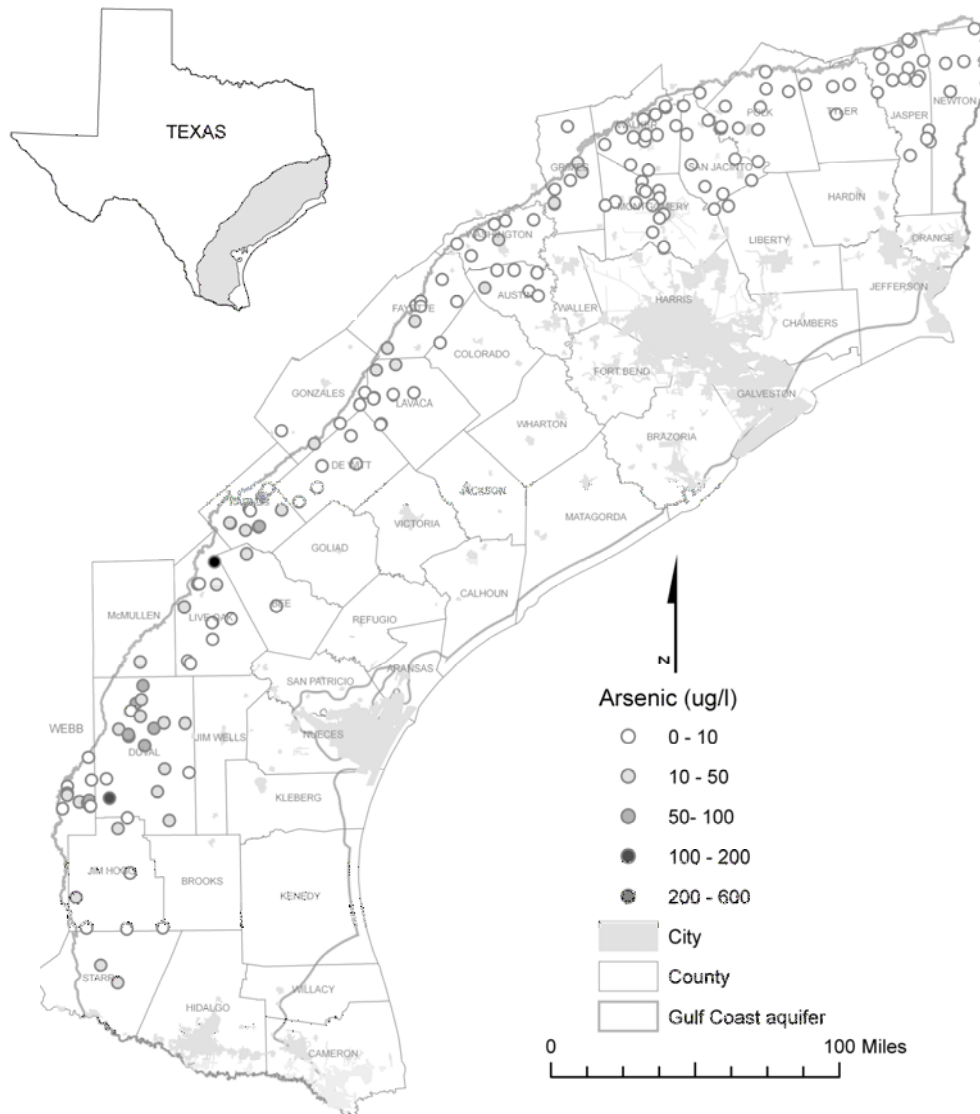 TEXAS
NEWTON
TYLER
JASPER
POLK
WALKER
GRIMES
SAN JACINTO
HARDIN
MONTGOMERY
WASHINGTON
LIBERTY
ORANGE
JEFFERSON
AUSTIN
WALLER
HARRIS
CHAMBERS
FAYETTE
COLORADO
FORT BEND
GALVESTON
GONZALES
LAVACA
WHARTON
BRAZORIA
DE WITT
JACKSON
MATAGORDA
VICTORIA
GOLIAD
CALHOUN
McMULLEN
LIVE OAK
BEE
REFUGIO
ARANSAS
SAN PATRICIO
WEBB
JIM WELLS
NUECES
DUVAL
KLEBERG
JIM HOGG
BROOKS
KENEDY
STARR
WILLACY
HIDALGO
CAMERON
N
Arsenic (ug/l)
0 - 10
10 - 50
50- 100
100 - 200
200 - 600
City
County
Gulf Coast aquifer
0 100 Miles